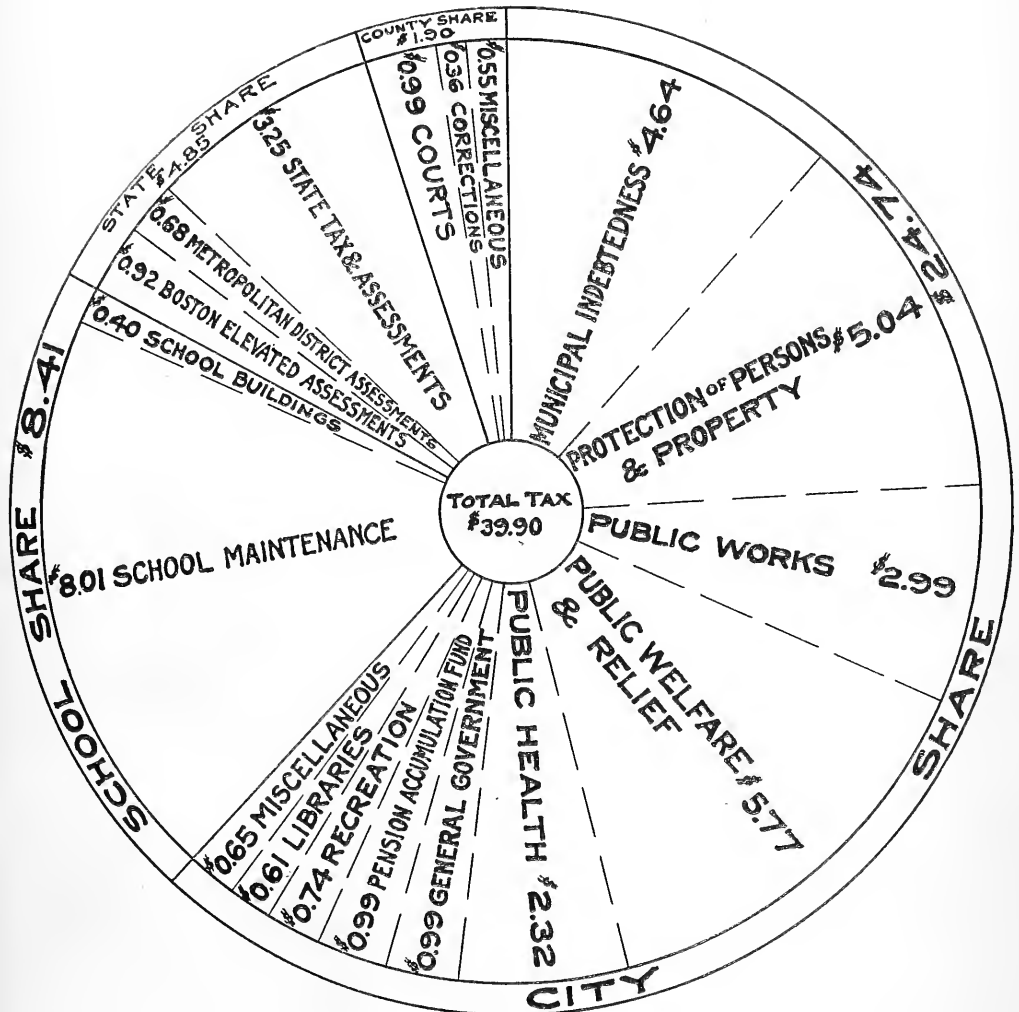 COUNTY SHARE
$1.90
$0.99 COURTS
$0.36 CORRECTIONS
$0.55 MISCELLANEOUS
CITY SHARE $24.74
MUNICIPAL INDEBTEDNESS $4.64
PROTECTION OF PERSONS $5.04
& PROPERTY
PUBLIC WORKS $2.99
PUBLIC WELFARE $5.77
& RELIEF
PUBLIC HEALTH $2.32
$0.99 GENERAL GOVERNMENT
$0.99 PENSION ACCUMULATION FUND
$0.74 RECREATION
$0.61 LIBRARIES
$0.65 MISCELLANEOUS
SCHOOL SHARE $8.41
$8.01 SCHOOL MAINTENANCE
$0.40 SCHOOL BUILDINGS
STATE SHARE
$4.85
$0.92 BOSTON ELEVATED ASSESSMENTS
$0.68 METROPOLITAN DISTRICT ASSESSMENTS
$3.25 STATE TAX & ASSESSMENTS
TOTAL TAX
$39.90